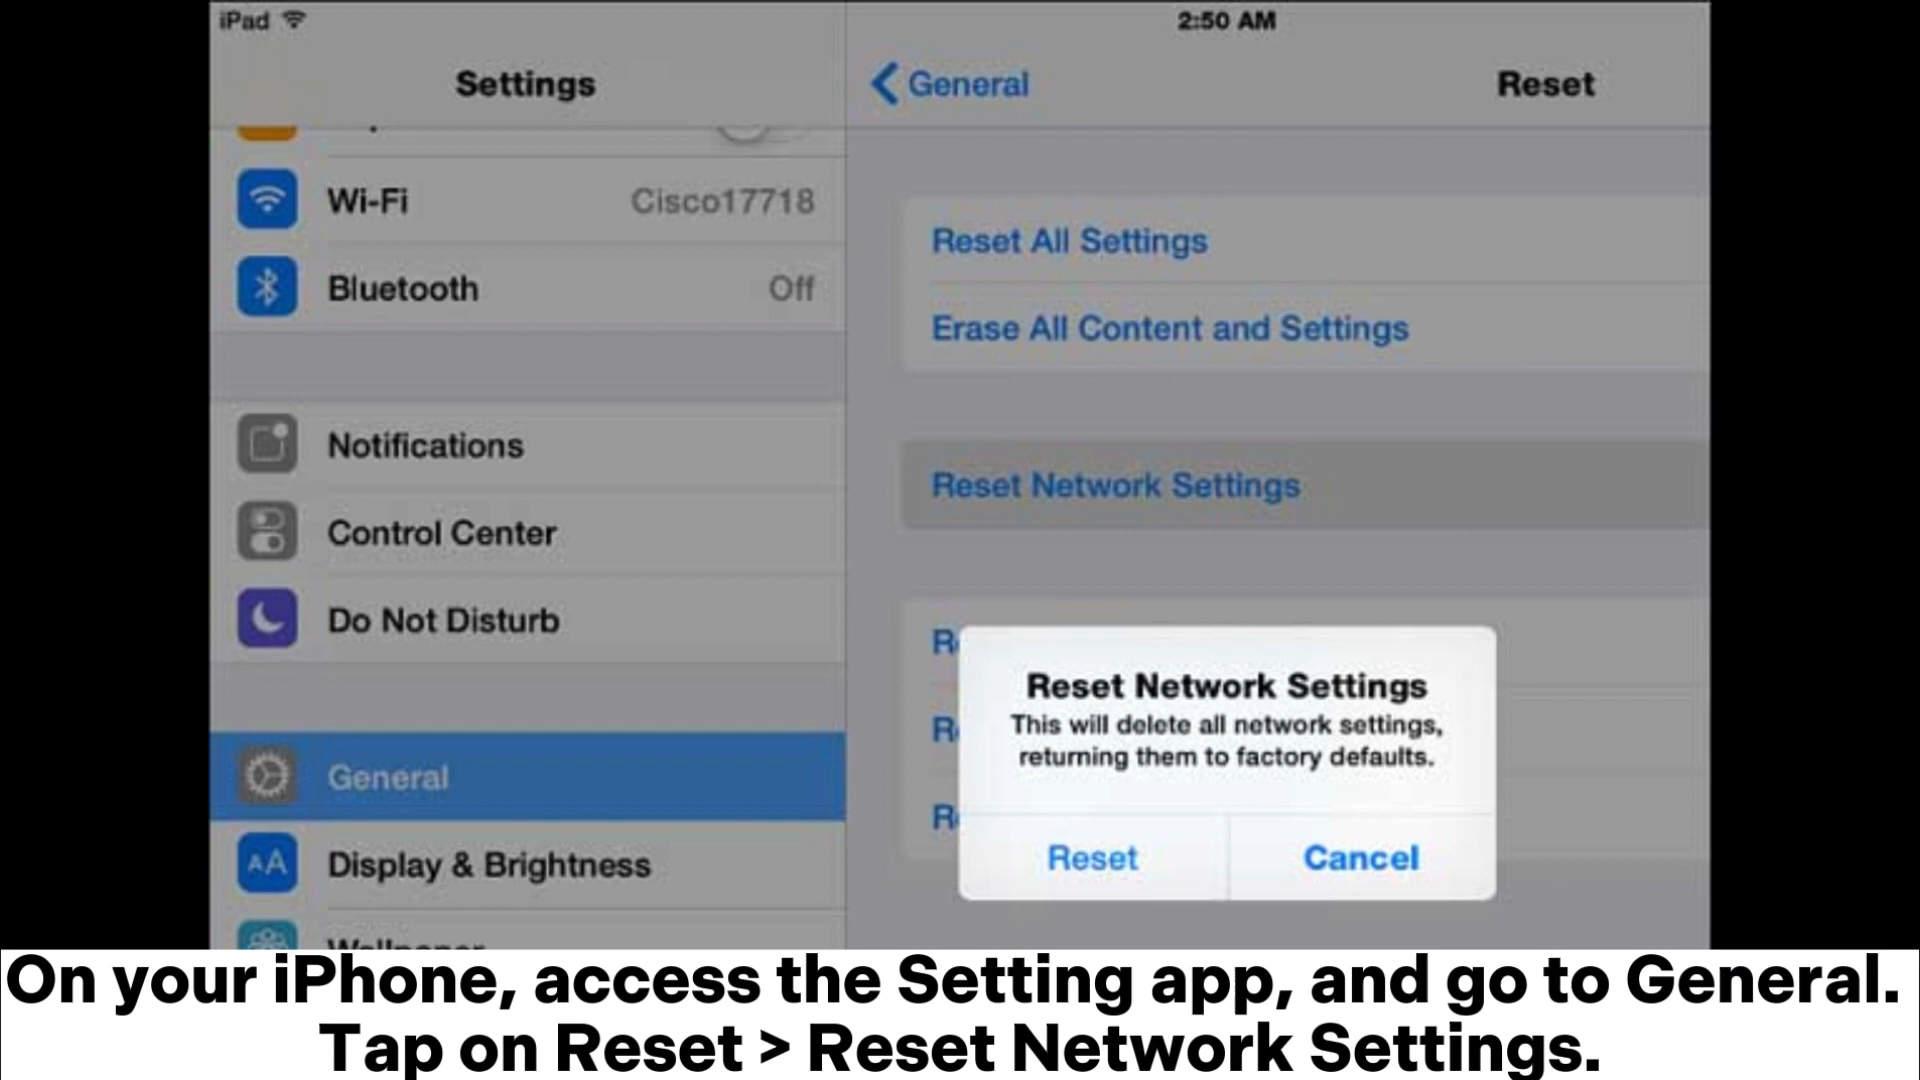 iPad
2:50 AM
Settings
General
Reset
Wi-Fi
Cisco17718
Bluetooth
Off
Notifications
Control Center
Do Not Disturb
General
Display & Brightness
Reset All Settings
Erase All Content and Settings
Reset Network Settings
Reset Network Settings
This will delete all network settings,
returning them to factory defaults.
Reset
Cancel
On your iPhone, access the Setting app, and go to General.
Tap on Reset > Reset Network Settings.